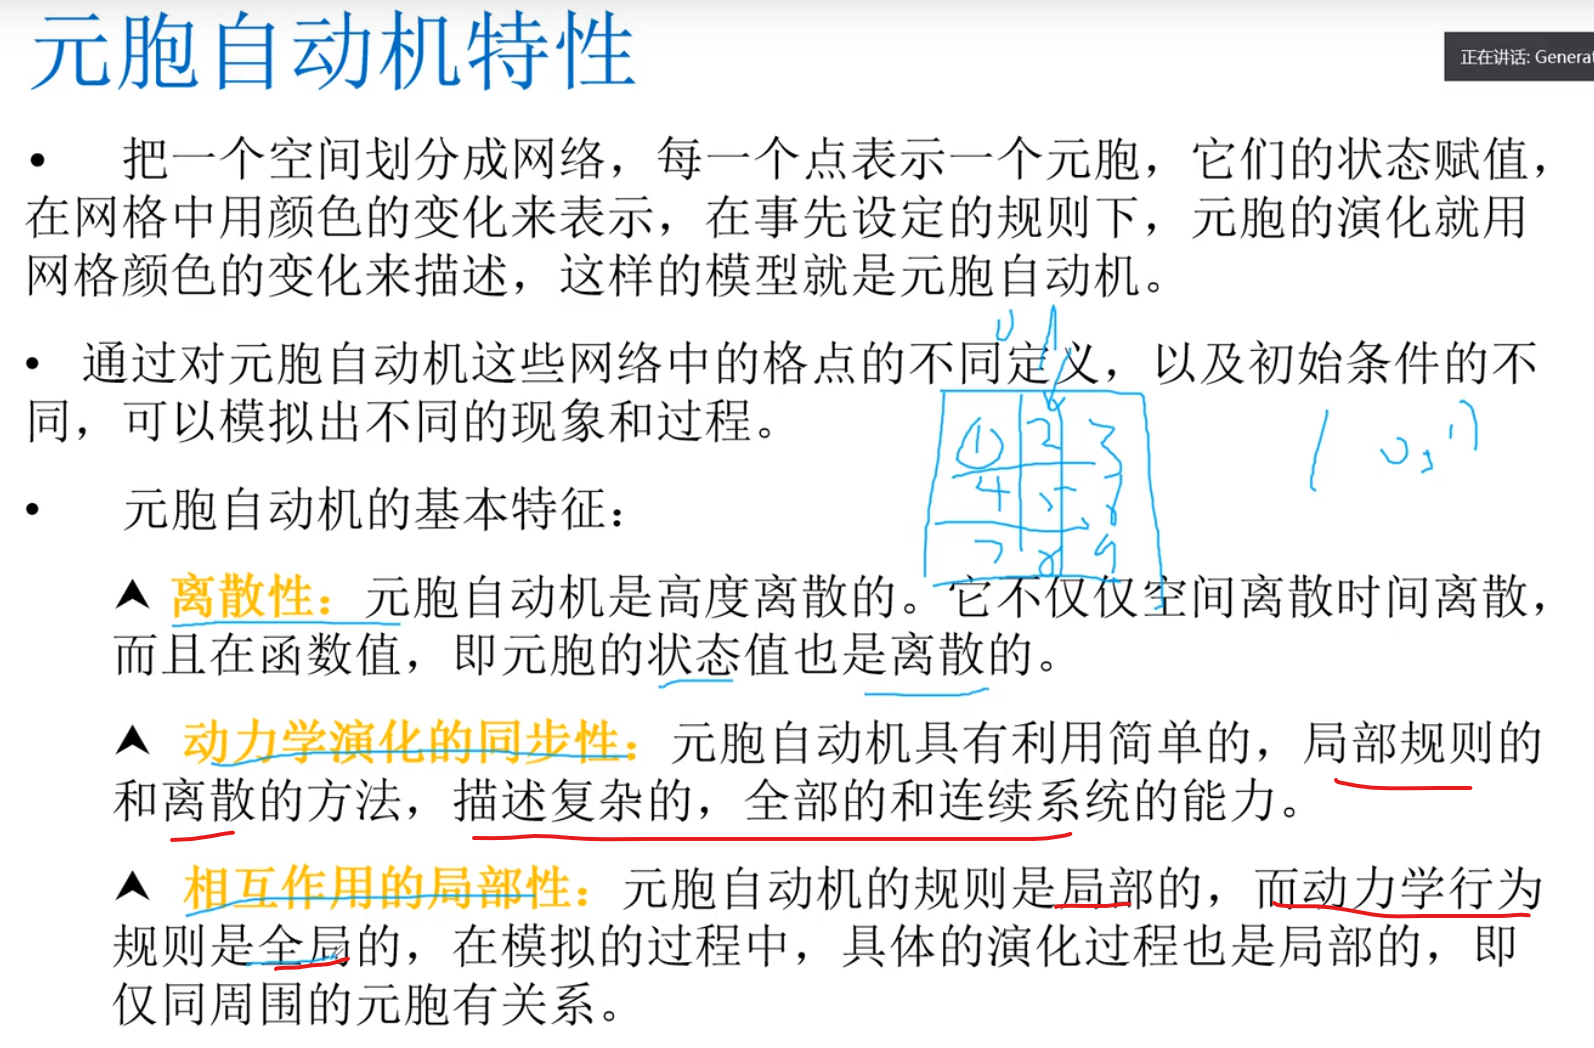 元胞自动机特性
正在讲话: Generat
• 把一个空间划分成网络，每一个点表示一个元胞，它们的状态赋值，
在网格中用颜色的变化来表示，在事先设定的规则下，元胞的演化就用
网格颜色的变化来描述，这样的模型就是元胞自动机。
• 通过对元胞自动机这些网络中的格点的不同定义，以及初始条件的不
同，可以模拟出不同的现象和过程。
① 2 3
4 5
7 8 9
• 元胞自动机的基本特征：
离散性：元胞自动机是高度离散的。它不仅仅空间离散时间离散，
而且在函数值，即元胞的状态值也是离散的。
动力学演化的同步性：元胞自动机具有利用简单的，局部规则的
和离散的方法，描述复杂的，全部的和连续系统的能力。
相互作用的局部性：元胞自动机的规则是局部的，而动力学行为
规则是全局的，在模拟的过程中，具体的演化过程也是局部的，即
仅同周围的元胞有关系。